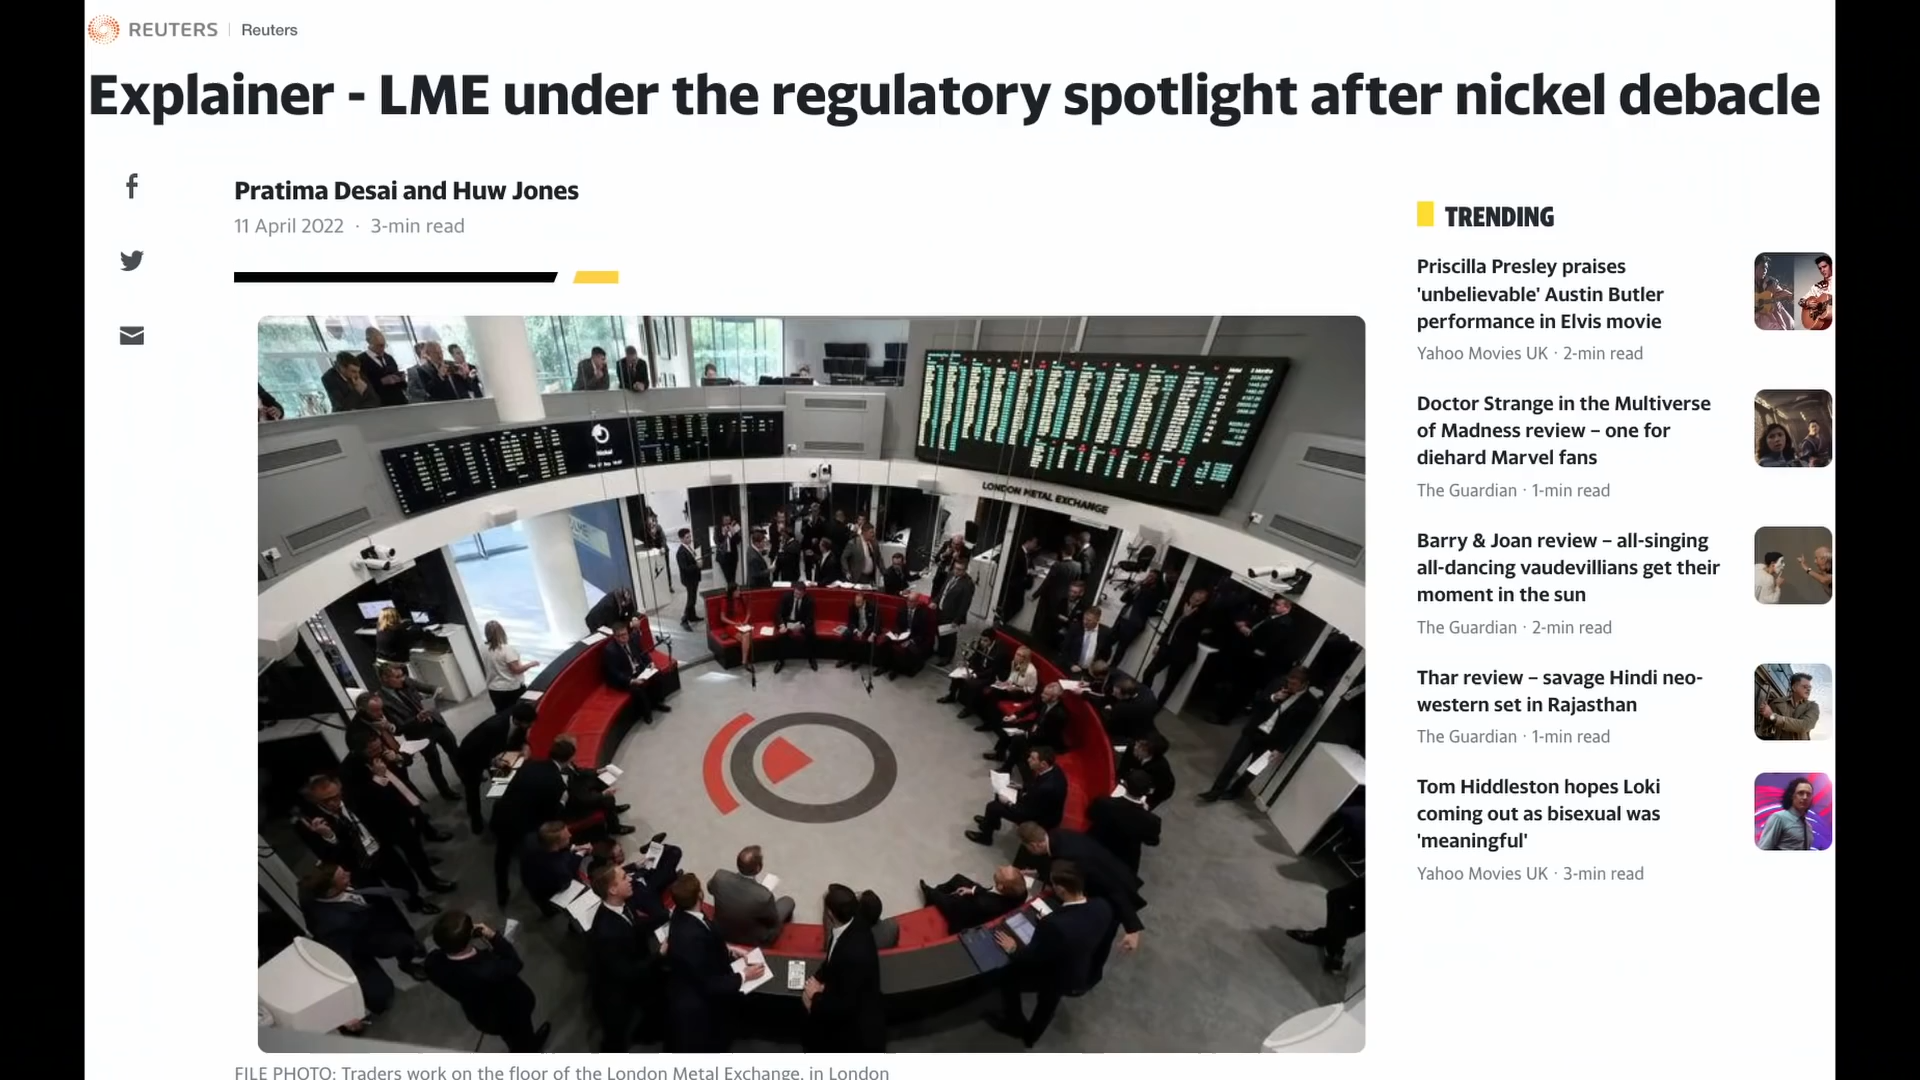 REUTERS | Reuters
Explainer - LME under the regulatory spotlight after nickel debacle
Pratima Desai and Huw Jones
11 April 2022 · 3-min read
LONDON METAL EXCHANGE
FILE PHOTO: Traders work on the floor of the London Metal Exchange, in London
TRENDING
Priscilla Presley praises
'unbelievable' Austin Butler
performance in Elvis movie
Yahoo Movies UK · 2-min read
Doctor Strange in the Multiverse
of Madness review – one for
diehard Marvel fans
The Guardian · 1-min read
Barry & Joan review – all-singing
all-dancing vaudevillians get their
moment in the sun
The Guardian · 2-min read
Thar review – savage Hindi neo-
western set in Rajasthan
The Guardian · 1-min read
Tom Hiddleston hopes Loki
coming out as bisexual was
'meaningful'
Yahoo Movies UK · 3-min read